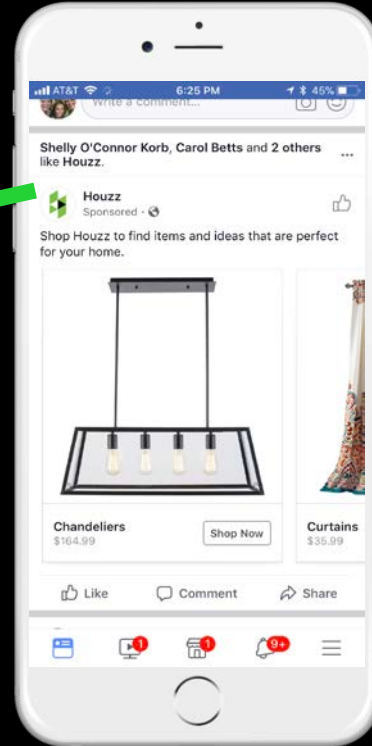 AT&T 6:25 PM 45%
Write a comment...
Shelly O'Connor Korb, Carol Betts and 2 others
like Houzz.
Houzz
Sponsored ·
Shop Houzz to find items and ideas that are perfect
for your home.
Chandeliers
$164.99
Shop Now
Curtains
$35.99
Like Comment Share
1 1 9+